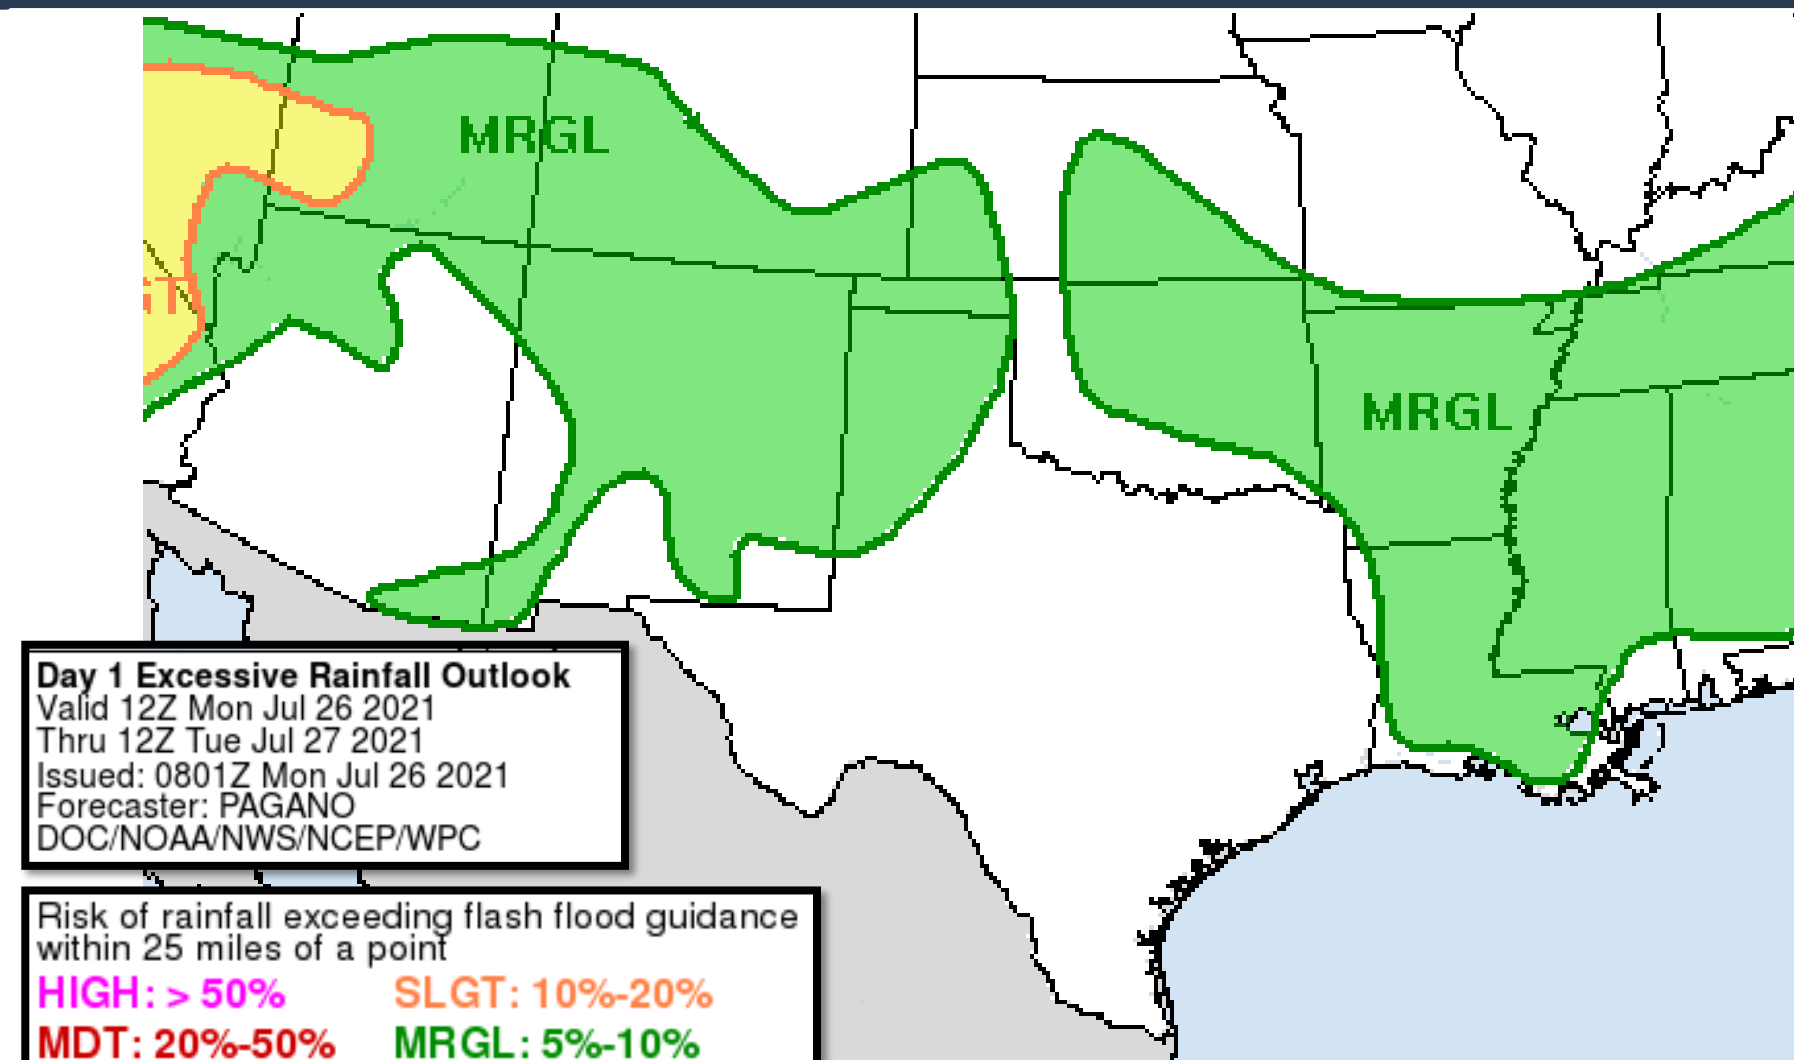 MRGL
GT
MRGL
Day 1 Excessive Rainfall Outlook
Valid 12Z Mon Jul 26 2021
Thru 12Z Tue Jul 27 2021
Issued: 0801Z Mon Jul 26 2021
Forecaster: PAGANO
DOC/NOAA/NWS/NCEP/WPC
Risk of rainfall exceeding flash flood guidance
within 25 miles of a point
HIGH: > 50% SLGT: 10%-20%
MDT: 20%-50% MRGL: 5%-10%